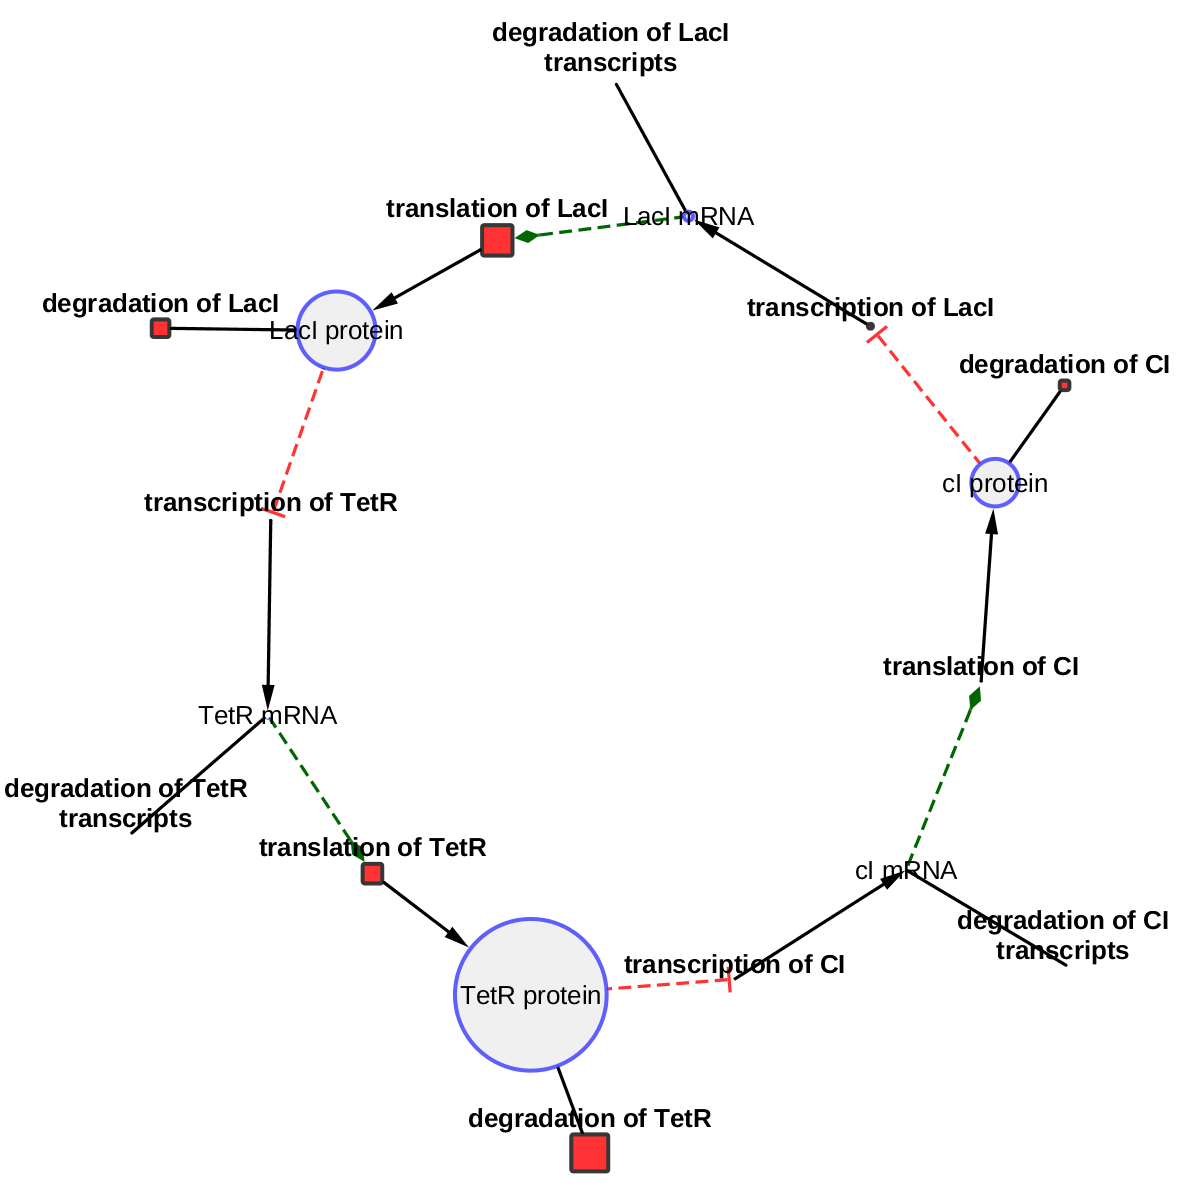 degradation of LacI
transcripts
translation of LacI
LacI mRNA
degradation of LacI
transcription of LacI
LacI protein
degradation of CI
cI protein
transcription of TetR
translation of CI
TetR mRNA
degradation of TetR
transcripts
translation of TetR
cI mRNA
degradation of CI
transcripts
transcription of CI
TetR protein
degradation of TetR